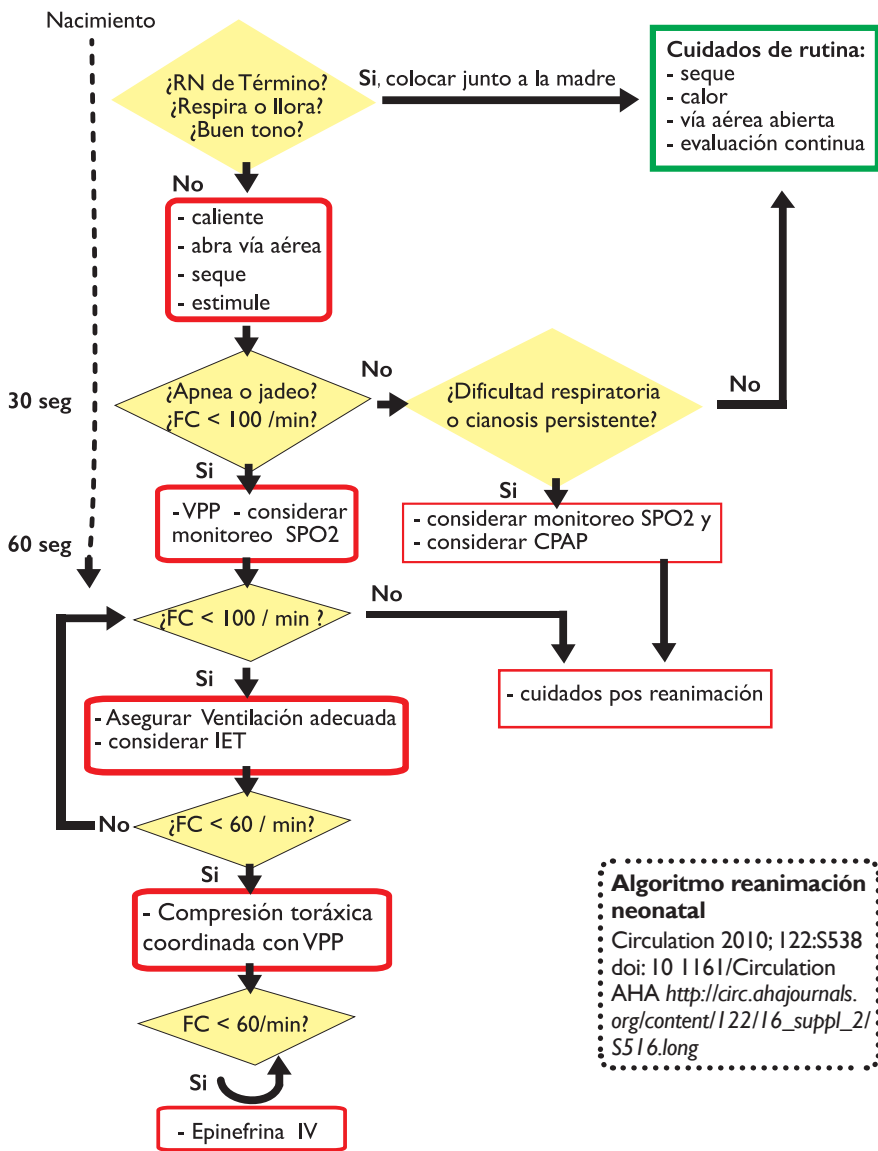 Nacimiento
¿RN de Término?
¿Respira o llora?
¿Buen tono?
Si, colocar junto a la madre
Cuidados de rutina:
- seque
- calor
- vía aérea abierta
- evaluación continua
No
- caliente
- abra vía aérea
- seque
- estimule
30 seg
¿Apnea o jadeo?
¿FC < 100 /min?
No
¿Dificultad respiratoria
o cianosis persistente?
No
Si
- VPP - considerar
monitoreo SPO2
Si
- considerar monitoreo SPO2 y
- considerar CPAP
60 seg
¿FC < 100 / min ?
No
- cuidados pos reanimación
Si
- Asegurar Ventilación adecuada
- considerar IET
¿FC < 60 / min?
No
Si
- Compresión toráxica
coordinada con VPP
FC < 60/min?
Si
- Epinefrina IV
Algoritmo reanimación
neonatal
Circulation 2010; 122:S538
doi: 10 1161/Circulation
AHA http://circ.ahajournals.
org/content/122/16_suppl_2/
S516.long